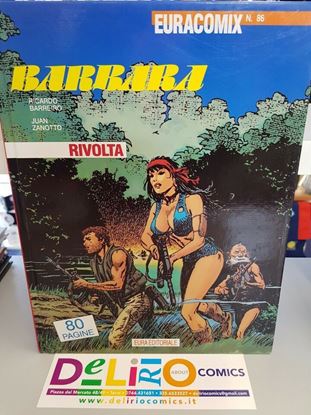 EURACOMIX N. 86
BARBARA
RICARDO BARREIRO
JUAN ZANOTTO
RIVOLTA
80 PAGINE
EURA EDITORIALE
DeLIRIO ABOUT COMICS
www.deliriocomics.it